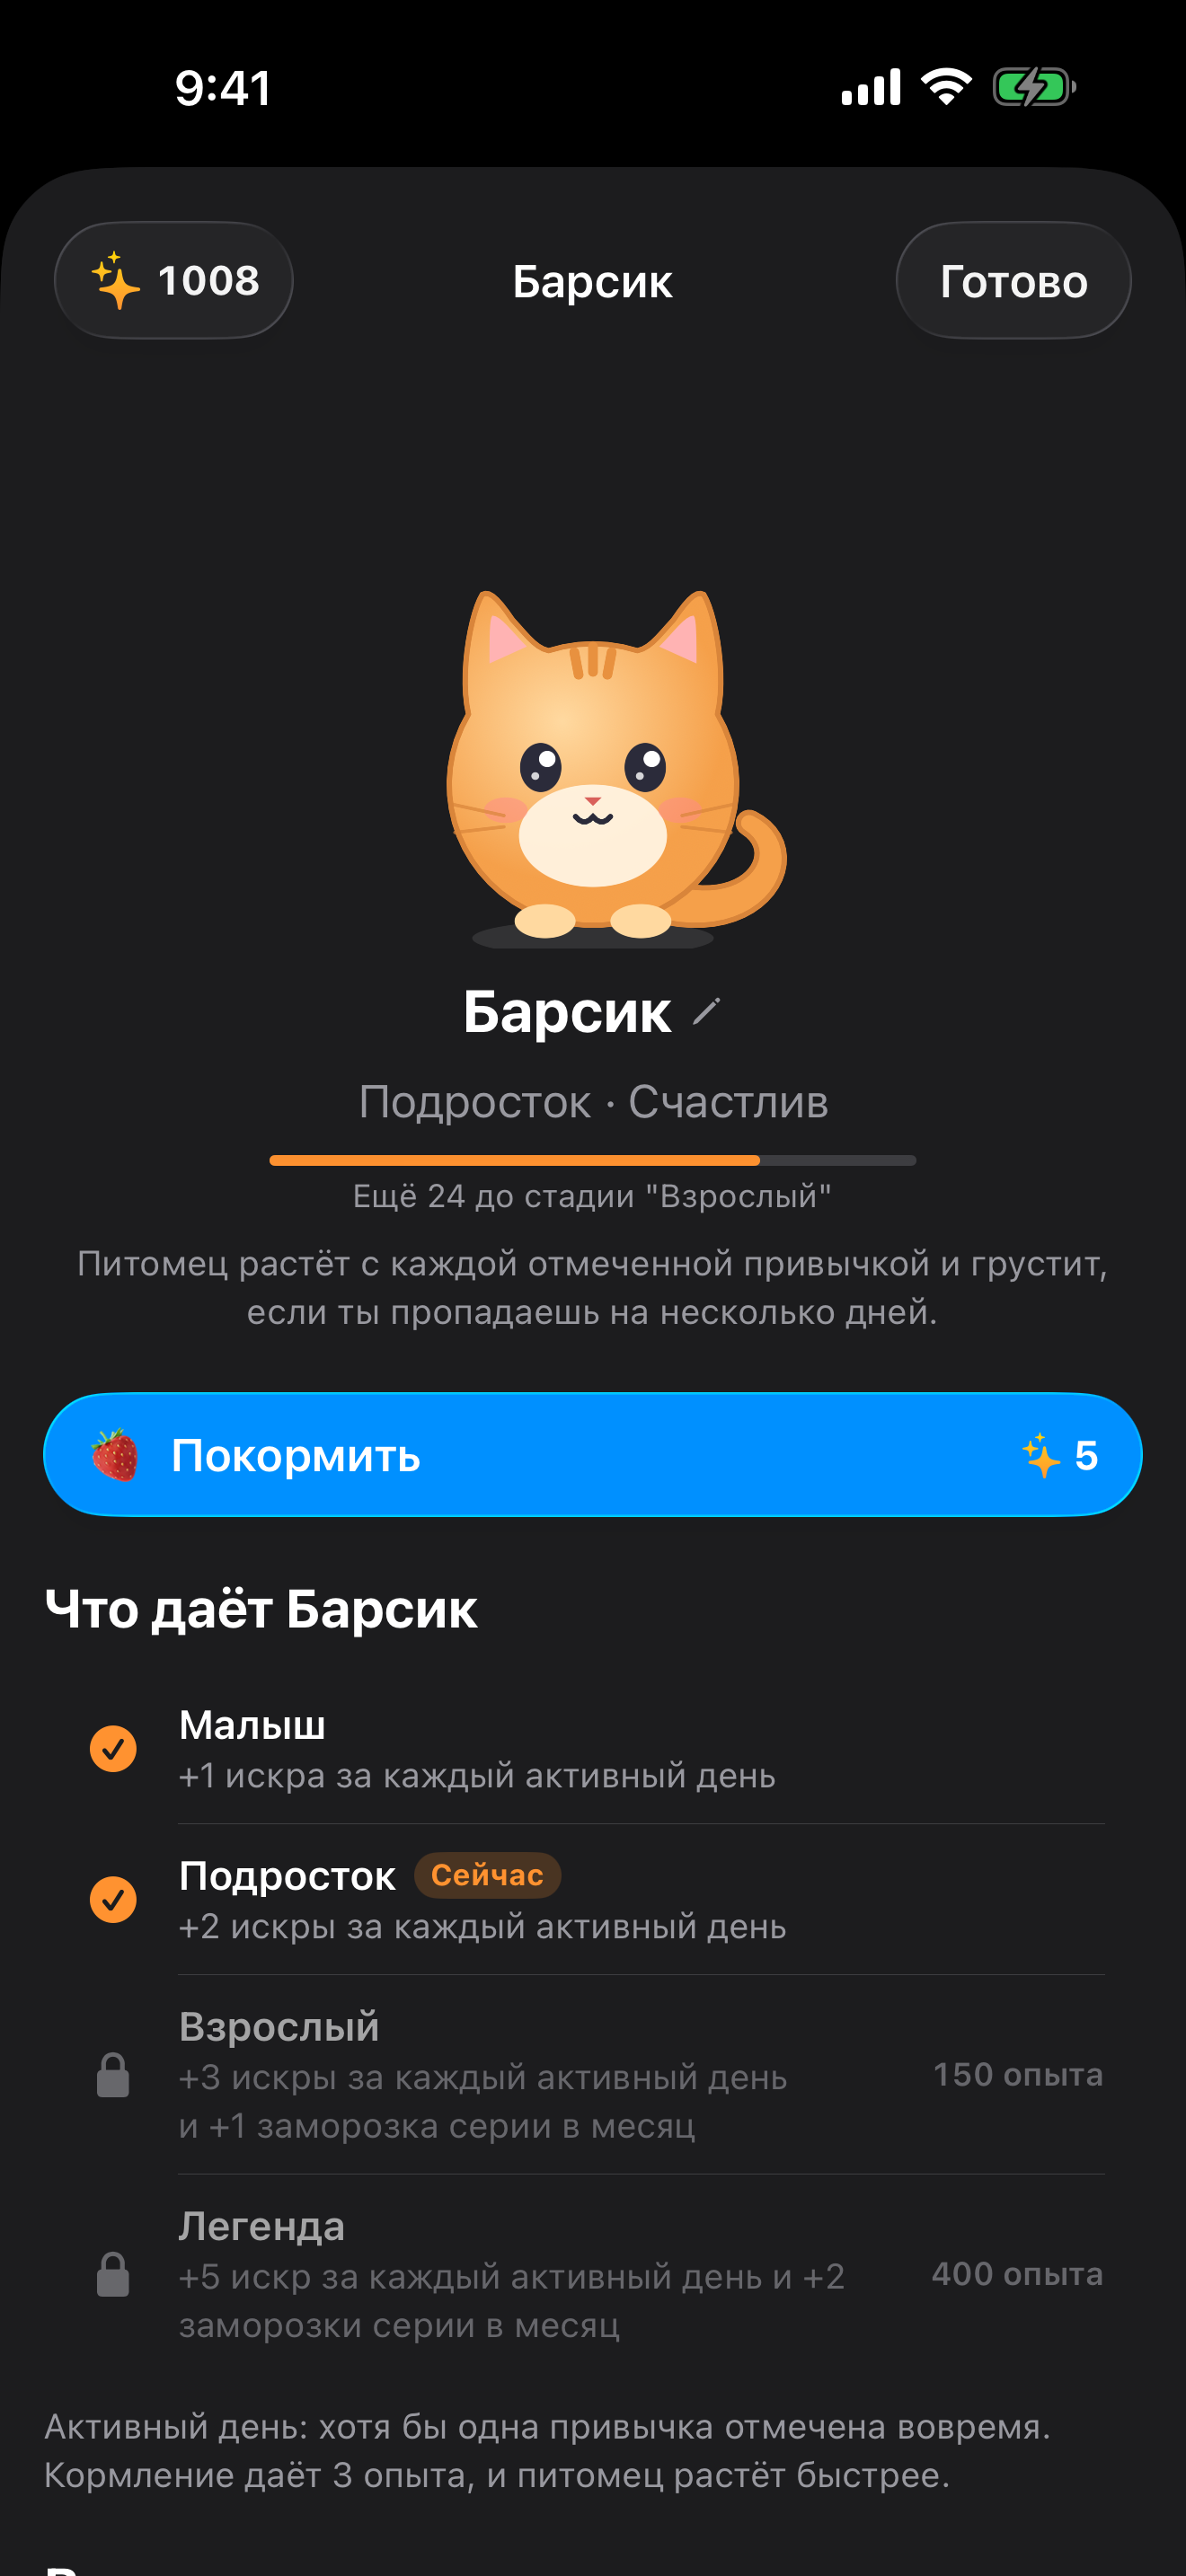 9:41
1008
Барсик
Готово
Барсик
Подросток · Счастлив
Ещё 24 до стадии "Взрослый"
Питомец растёт с каждой отмеченной привычкой и грустит,
если ты пропадаешь на несколько дней.
Покормить
5
Что даёт Барсик
Малыш
+1 искра за каждый активный день
Подросток Сейчас
+2 искры за каждый активный день
Взрослый
+3 искры за каждый активный день
и +1 заморозка серии в месяц
150 опыта
Легенда
+5 искр за каждый активный день и +2
заморозки серии в месяц
400 опыта
Активный день: хотя бы одна привычка отмечена вовремя.
Кормление даёт 3 опыта, и питомец растёт быстрее.